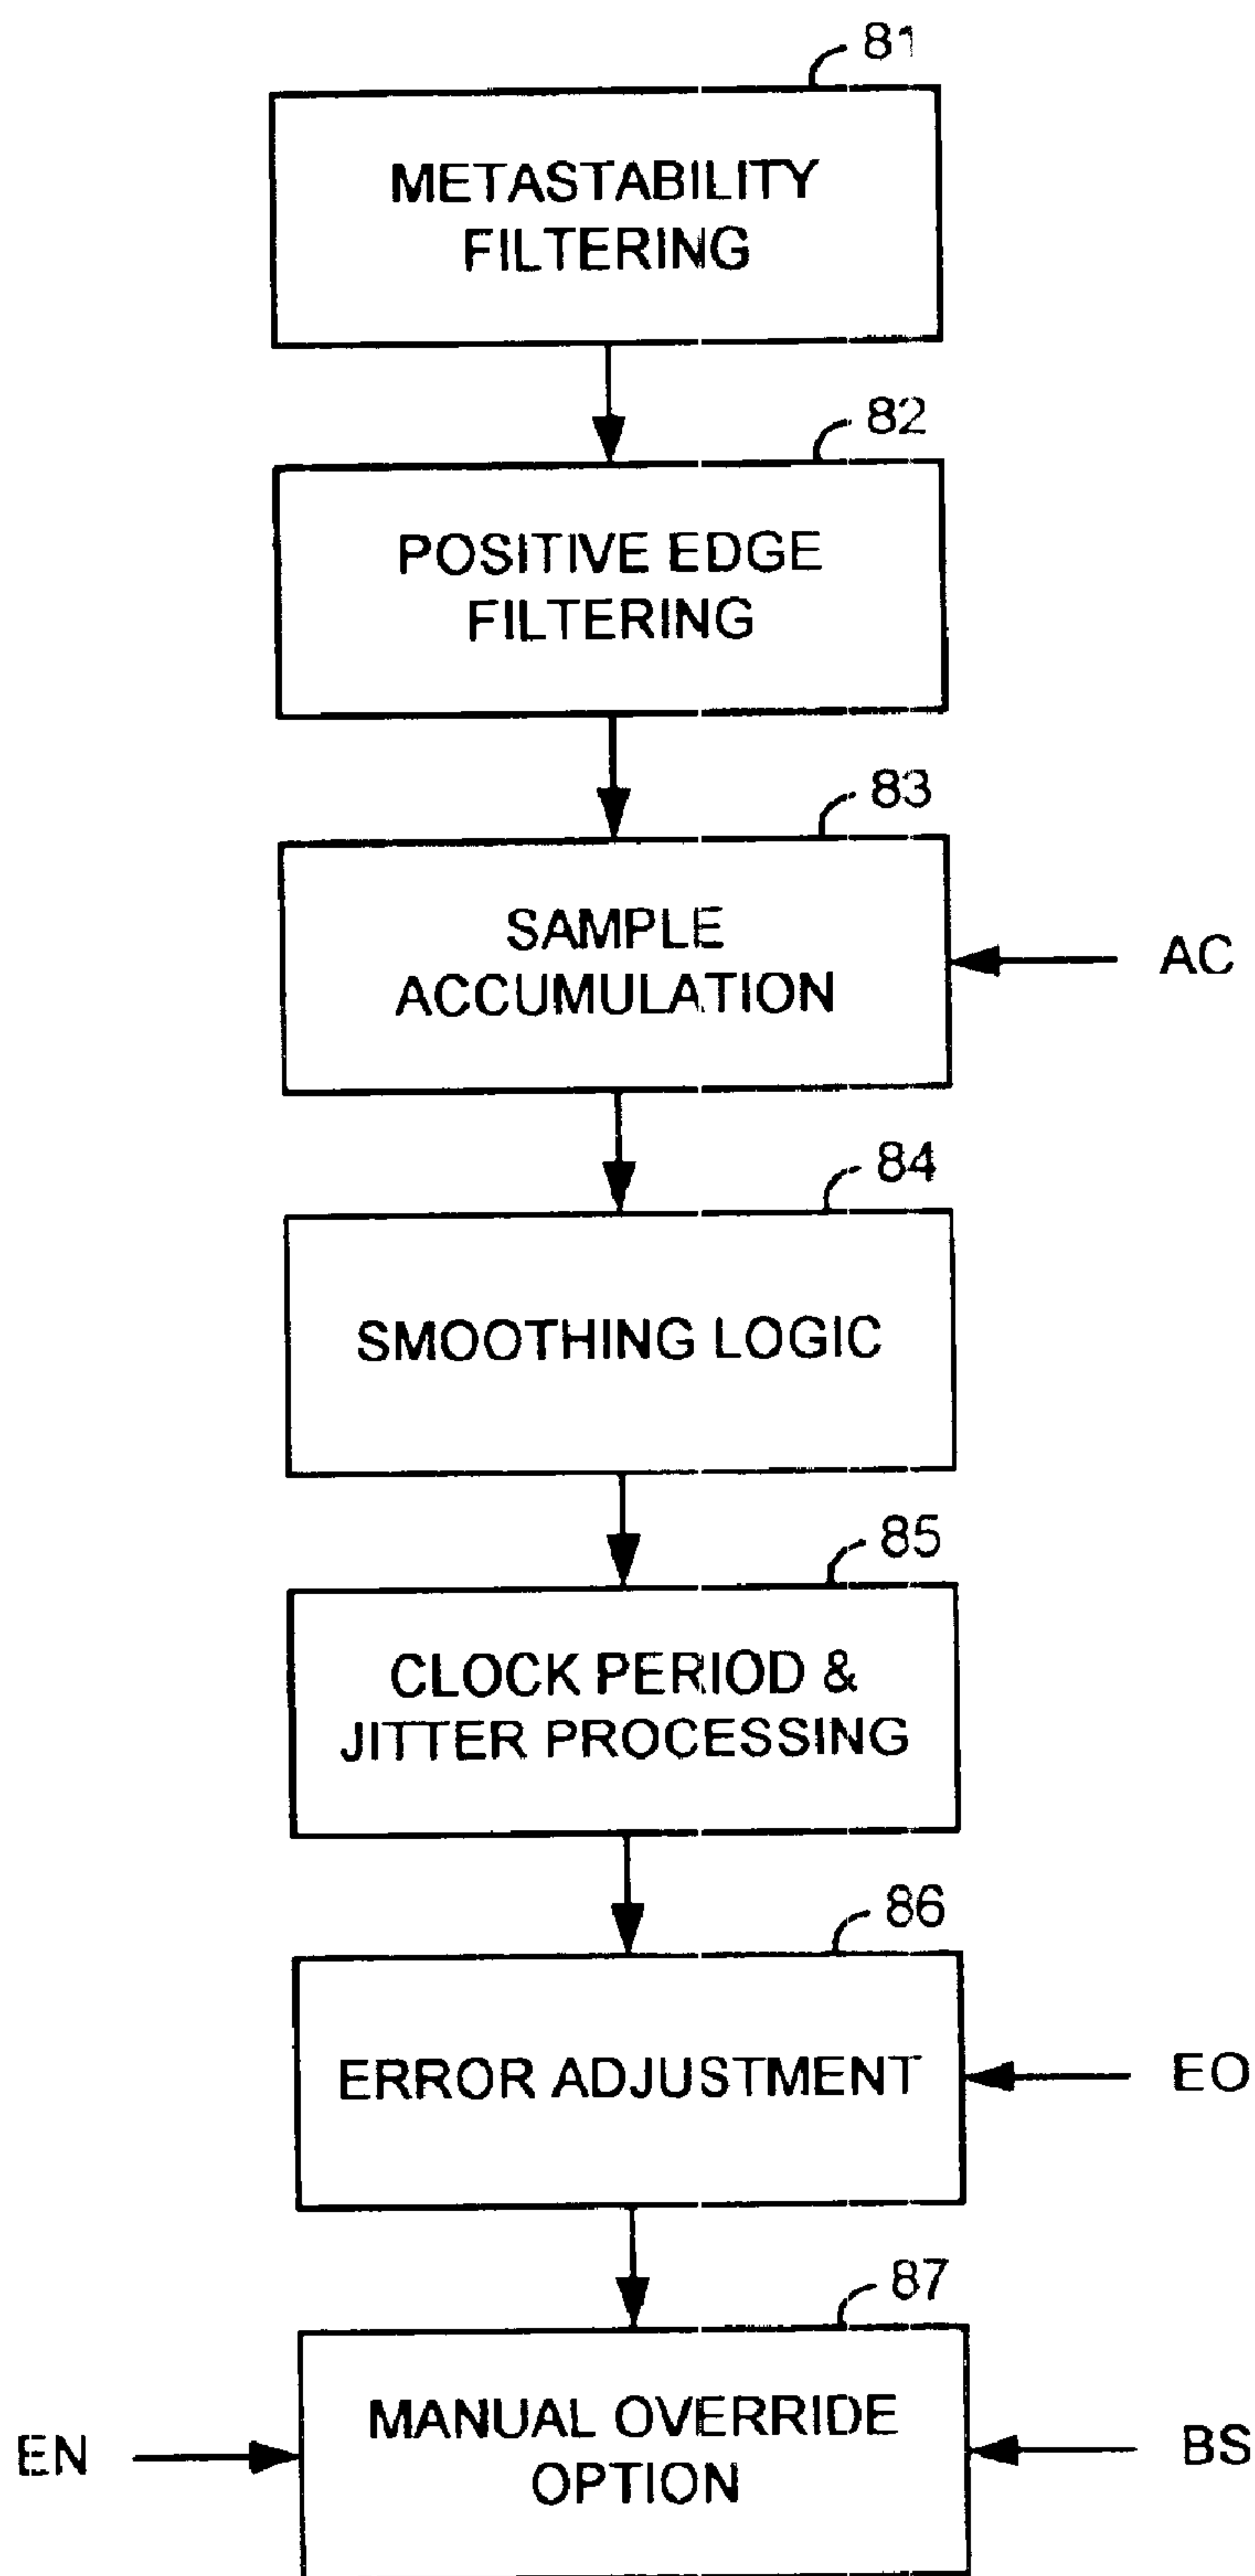 81
METASTABILITY
FILTERING
82
POSITIVE EDGE
FILTERING
83
SAMPLE
ACCUMULATION
AC
84
SMOOTHING LOGIC
85
CLOCK PERIOD &
JITTER PROCESSING
86
ERROR ADJUSTMENT
EO
87
EN
MANUAL OVERRIDE
OPTION
BS